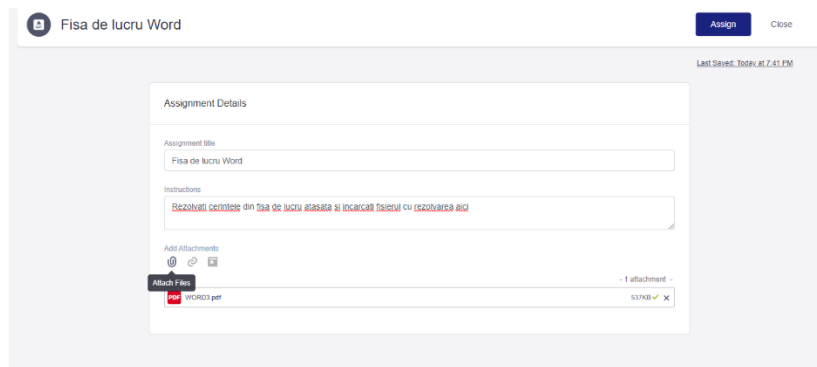 Fisa de lucru Word
Assign
Close
Last Saved: Today at 7:41 PM
Assignment Details
Assignment title
Fisa de lucru Word
Instructions
Rezolvati cerintele din fisa de lucru atasata si incarcati fisierul cu rezolvarea aici
Add Attachments
Attach Files
- 1 attachment -
PDF WORD3.pdf
537KB